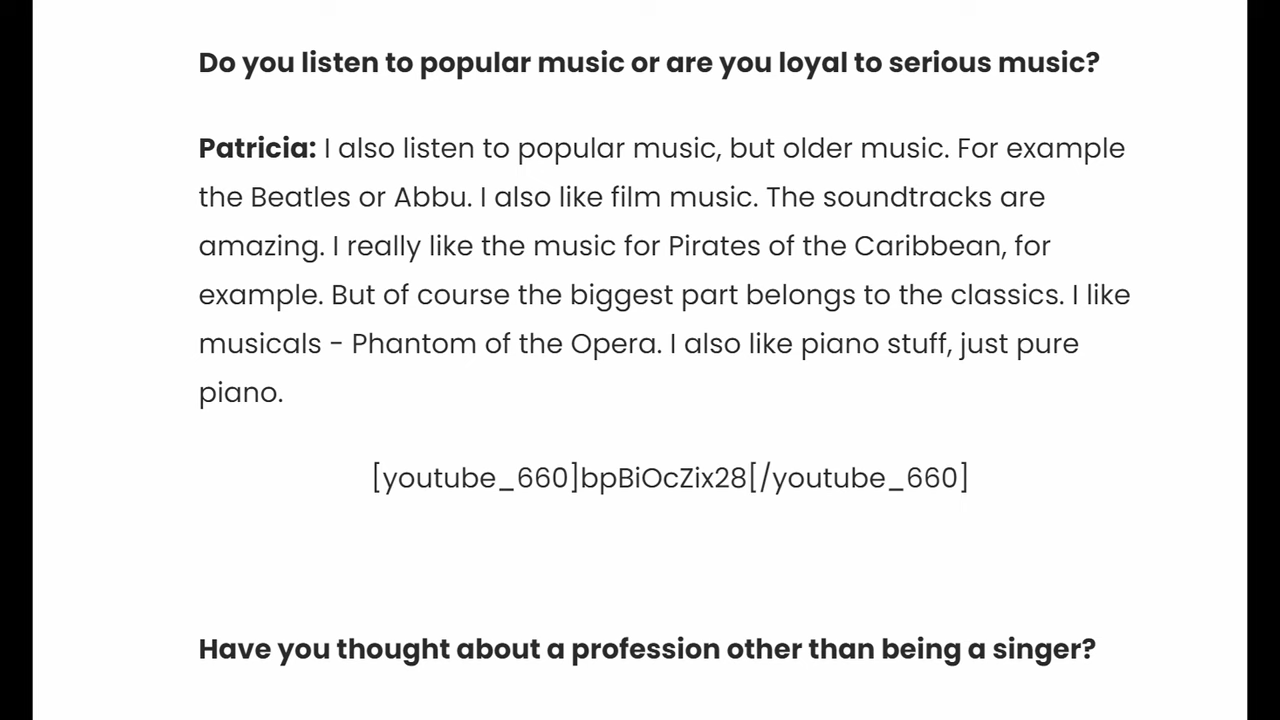 Do you listen to popular music or are you loyal to serious music?
Patricia: I also listen to popular music, but older music. For example
the Beatles or Abbu. I also like film music. The soundtracks are
amazing. I really like the music for Pirates of the Caribbean, for
example. But of course the biggest part belongs to the classics. I like
musicals - Phantom of the Opera. I also like piano stuff, just pure
piano.
[youtube_660]bpBiOcZix28[/youtube_660]
Have you thought about a profession other than being a singer?